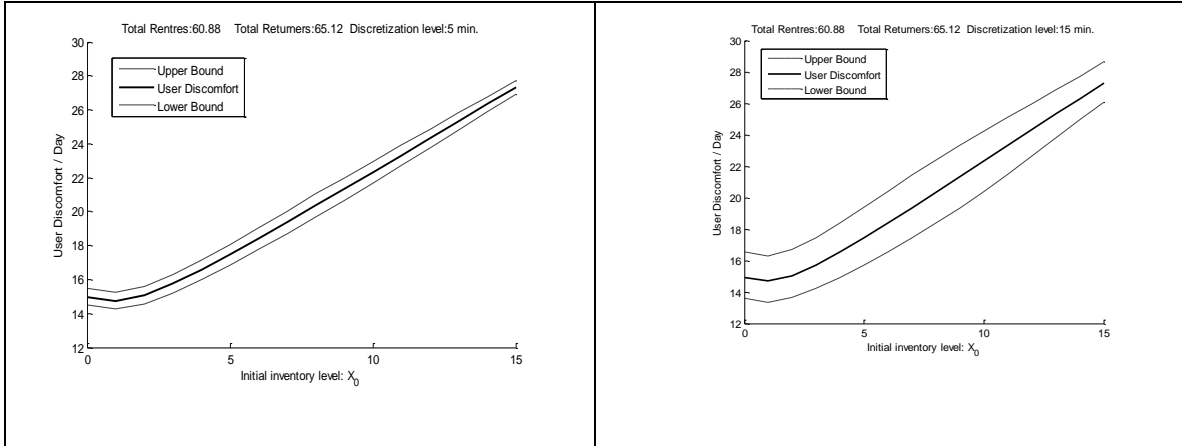 Total Rentres:60.88 Total Returners:65.12 Discretization level:5 min.
30
28
26
24
22
20
18
16
14
12
User Discomfort / Day
Upper Bound
User Discomfort
Lower Bound
0 5 10 15
Initial inventory level: X0
Total Rentres:60.88 Total Returners:65.12 Discretization level:15 min.
30
28
26
24
22
20
18
16
14
12
User Discomfort / Day
Upper Bound
User Discomfort
Lower Bound
0 5 10 15
Initial inventory level: X0